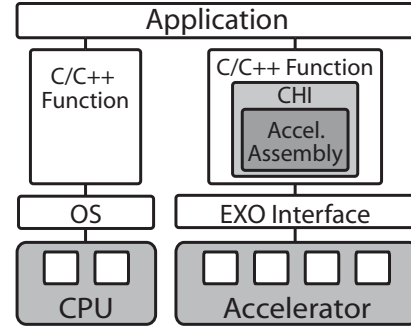 Application
C/C++
Function
C/C++ Function
CHI
Accel.
Assembly
OS
EXO Interface
CPU
Accelerator